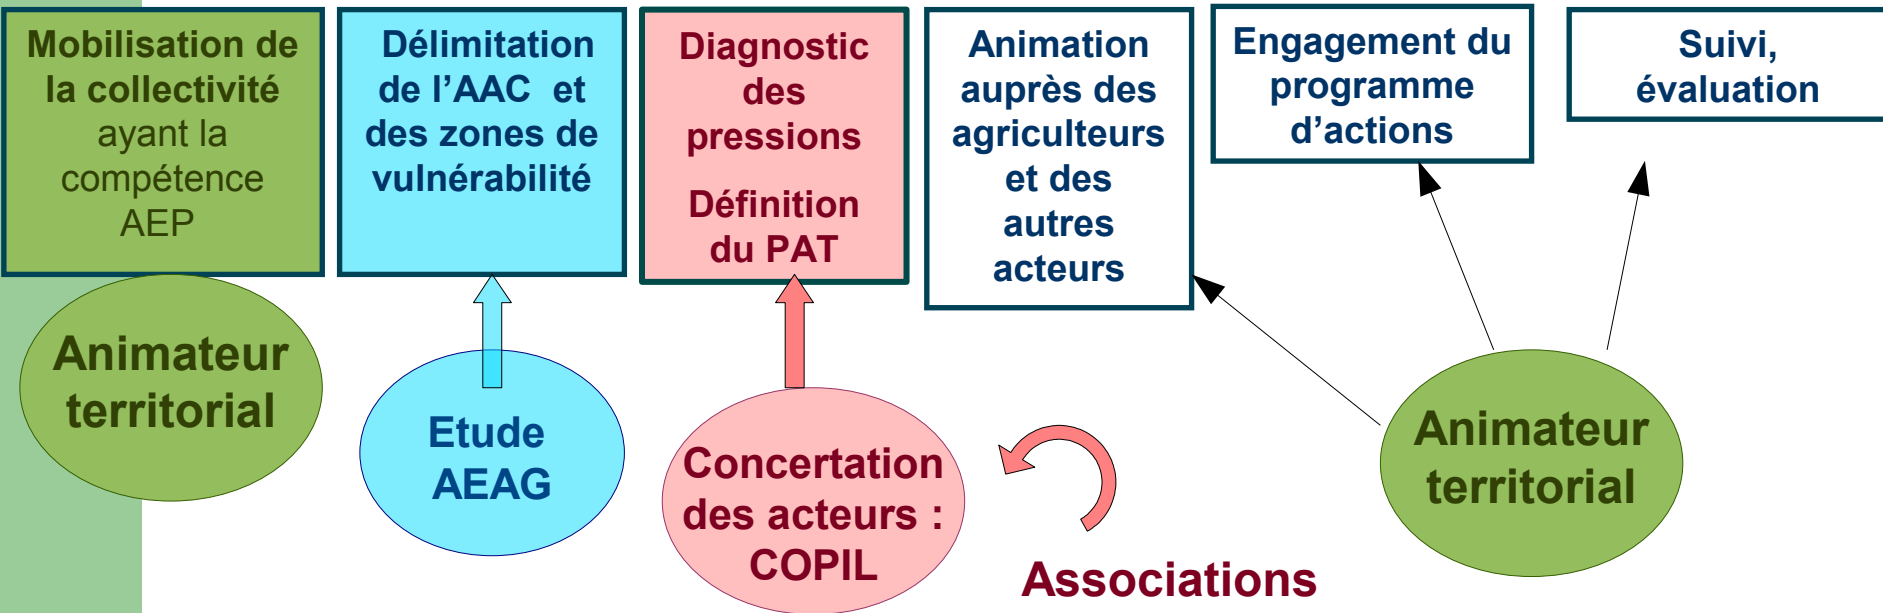 Mobilisation de
la collectivité
ayant la
compétence
AEP
Délimitation
de l'AAC et
des zones de
vulnérabilité
Diagnostic
des
pressions
Définition
du PAT
Animation
auprès des
agriculteurs
et des
autres
acteurs
Engagement du
programme
d'actions
Suivi,
évaluation
Animateur
territorial
Etude
AEAG
Concertation
des acteurs :
COPIL
Associations
Animateur
territorial